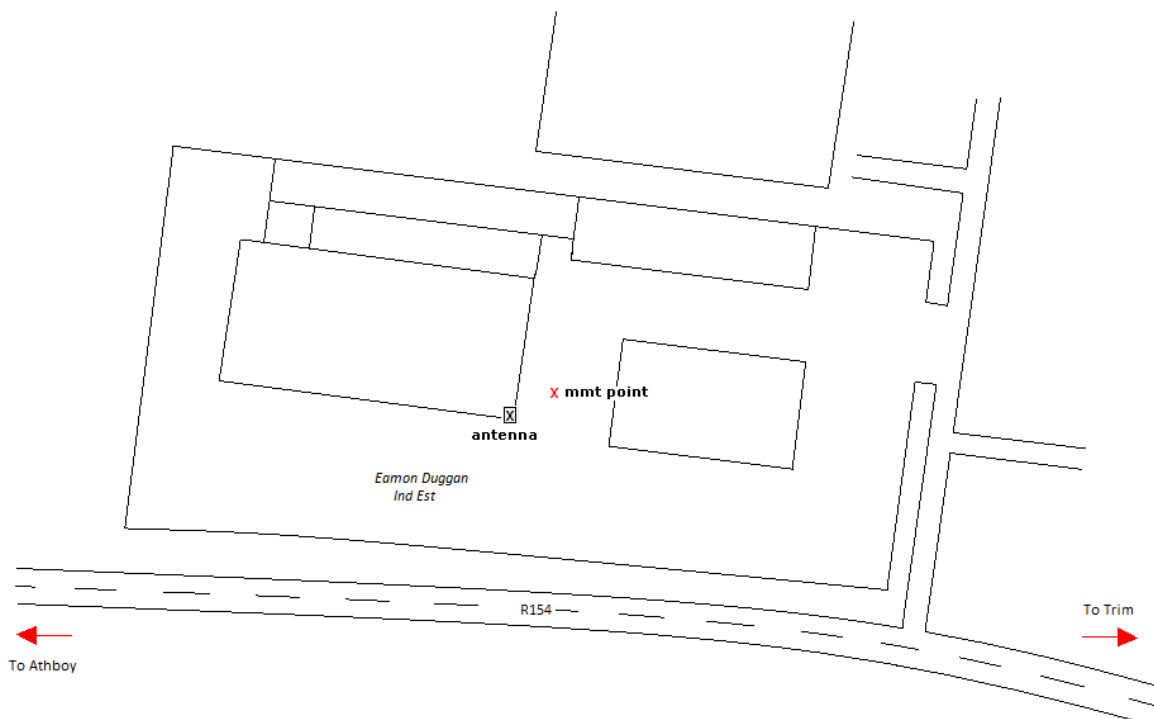 x mmt point
X
antenna
Eamon Duggan
Ind Est
R154
To Trim
To Athboy